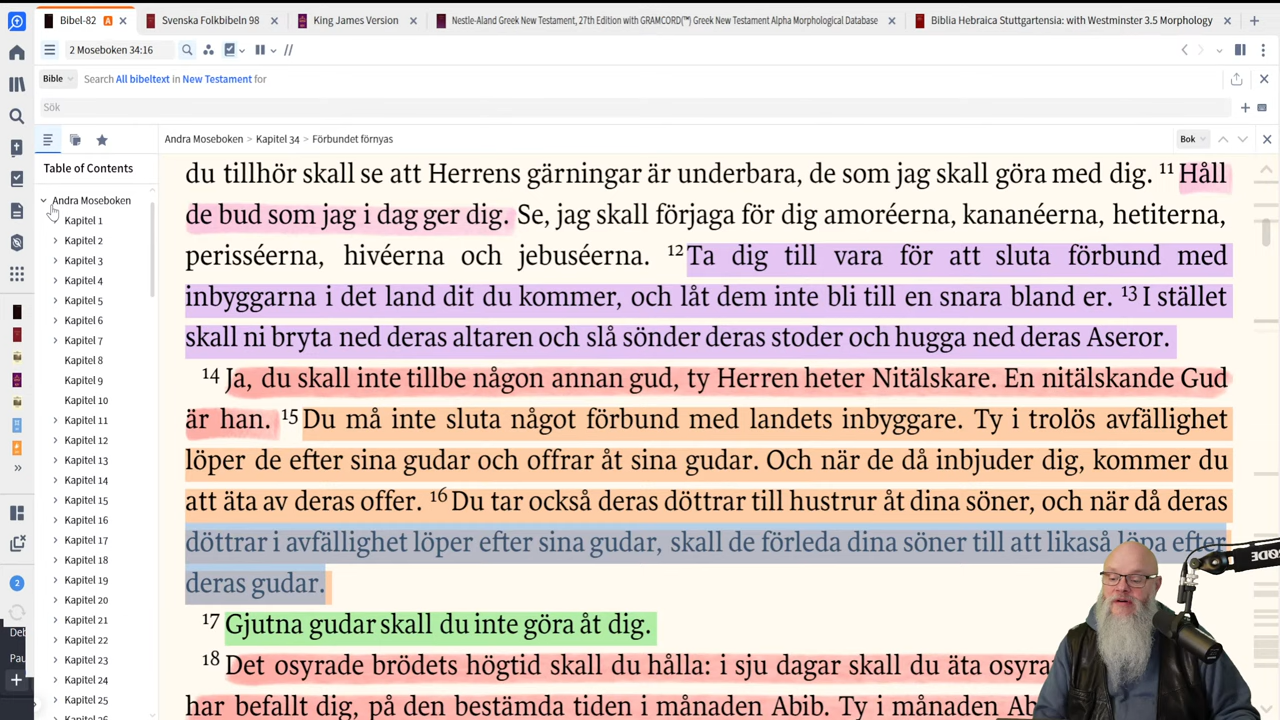 Bibel-82
A
Svenska Folkbibeln 98
King James Version
Nestle-Aland Greek New Testament, 27th Edition with GRAMCORD(™) Greek New Testament Alpha Morphological Database
Biblia Hebraica Stuttgartensia: with Westminster 3.5 Morphology
2 Moseboken 34:16
Bible
Search All bibeltext in New Testament for
Sök
Andra Moseboken > Kapitel 34 > Förbundet förnyas
Bok
Table of Contents
Andra Moseboken
Kapitel 1
Kapitel 2
Kapitel 3
Kapitel 4
Kapitel 5
Kapitel 6
Kapitel 7
Kapitel 8
Kapitel 9
Kapitel 10
Kapitel 11
Kapitel 12
Kapitel 13
Kapitel 14
Kapitel 15
Kapitel 16
Kapitel 17
Kapitel 18
Kapitel 19
Kapitel 20
Kapitel 21
Kapitel 22
Kapitel 23
Kapitel 24
Kapitel 25
du tillhör skall se att Herrens gärningar är underbara, de som jag skall göra med dig. 11 Håll
de bud som jag i dag ger dig. Se, jag skall förjaga för dig amoréerna, kananéerna, hetiterna,
perisséerna, hivéerna och jebuséerna. 12 Ta dig till vara för att sluta förbund med
inbyggarna i det land dit du kommer, och låt dem inte bli till en snara bland er. 13 I stället
skall ni bryta ned deras altaren och slå sönder deras stoder och hugga ned deras Aseror.
14 Ja, du skall inte tillbe någon annan gud, ty Herren heter Nitälskare. En nitälskande Gud
är han. 15 Du må inte sluta något förbund med landets inbyggare. Ty i trolös avfällighet
löper de efter sina gudar och offrar åt sina gudar. Och när de då inbjuder dig, kommer du
att äta av deras offer. 16 Du tar också deras döttrar till hustrur åt dina söner, och när då deras
döttrar i avfällighet löper efter sina gudar, skall de förleda dina söner till att likaså löpa efter
deras gudar.
17 Gjutna gudar skall du inte göra åt dig.
18 Det osyrade brödets högtid skall du hålla: i sju dagar skall du äta
har befallt dig, på den bestämda tiden i månaden Abib. Ty i månaden
2